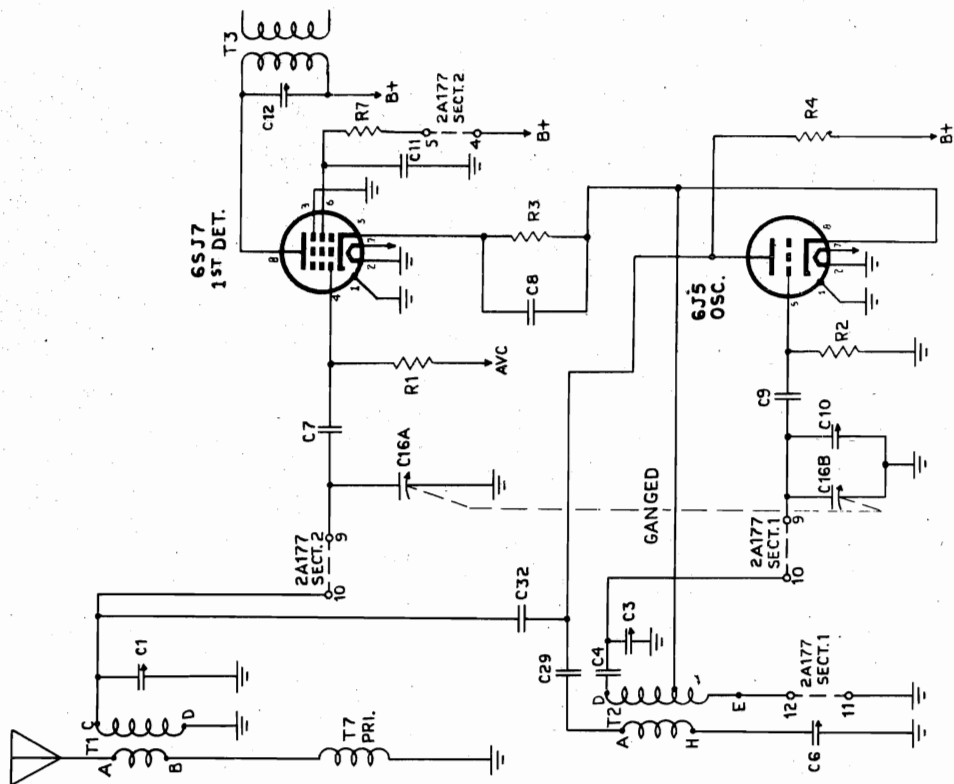 T3
C12
B+
6SJ7
1ST DET.
R7
2A177
SECT.2
5
4
B+
C11
8
3
6
5
7
2
1
4
R3
C8
R1
AVC
C7
C16A
2A177
SECT.2
9
10
C1
T1
A
B
C
D
T7
PRI.
C32
C29
GANGED
R4
B+
6J5
OSC.
5
8
7
2
1
R2
C9
C10
C16B
2A177
SECT.1
9
10
C3
C4
D
T2
A
H
E
2A177
SECT.1
12
11
C6